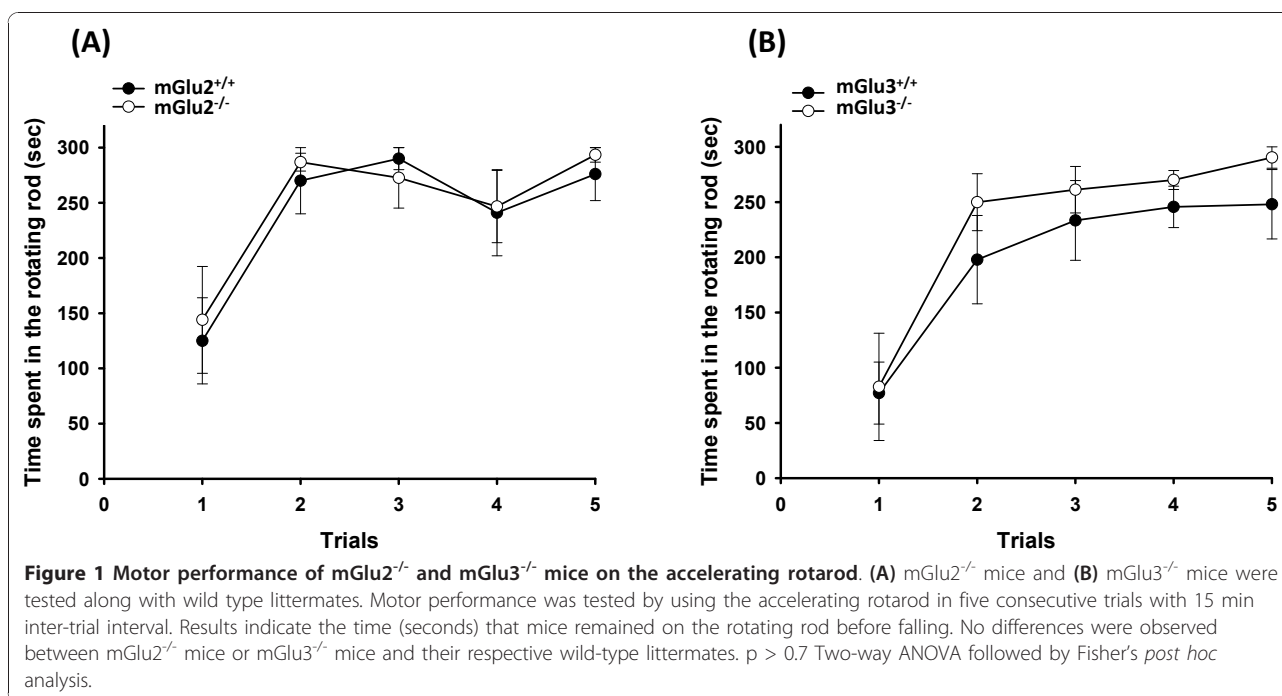 (A)
mGlu2+/+
mGlu2-/-
Time spent in the rotating rod (sec)
300
250
200
150
100
50
0
0 1 2 3 4 5
Trials
(B)
mGlu3+/+
mGlu3-/-
Time spent in the rotating rod (sec)
300
250
200
150
100
50
0
0 1 2 3 4 5
Trials
Figure 1 Motor performance of mGlu2-/- and mGlu3-/- mice on the accelerating rotarod. (A) mGlu2-/- mice and (B) mGlu3-/- mice were
tested along with wild type littermates. Motor performance was tested by using the accelerating rotarod in five consecutive trials with 15 min
inter-trial interval. Results indicate the time (seconds) that mice remained on the rotating rod before falling. No differences were observed
between mGlu2-/- mice or mGlu3-/- mice and their respective wild-type littermates. p > 0.7 Two-way ANOVA followed by Fisher's post hoc
analysis.